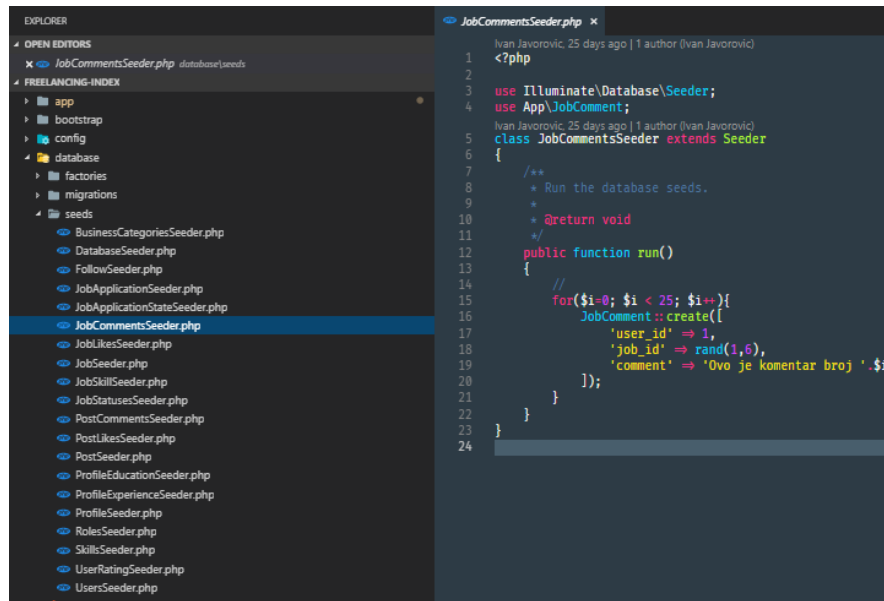 EXPLORER
OPEN EDITORS
JobCommentsSeeder.php database\seeds
FREELANCING-INDEX
app
bootstrap
config
database
factories
migrations
seeds
BusinessCategoriesSeeder.php
DatabaseSeeder.php
FollowSeeder.php
JobApplicationSeeder.php
JobApplicationStateSeeder.php
JobCommentsSeeder.php
JobLikesSeeder.php
JobSeeder.php
JobSkillSeeder.php
JobStatusesSeeder.php
PostCommentsSeeder.php
PostLikesSeeder.php
PostSeeder.php
ProfileEducationSeeder.php
ProfileExperienceSeeder.php
ProfileSeeder.php
RolesSeeder.php
SkillsSeeder.php
UserRatingSeeder.php
UsersSeeder.php
JobCommentsSeeder.php ×
Ivan Javorovic, 25 days ago | 1 author (Ivan Javorovic)
1 <?php
2
3 use Illuminate\Database\Seeder;
4 use App\JobComment;
Ivan Javorovic, 25 days ago | 1 author (Ivan Javorovic)
5 class JobCommentsSeeder extends Seeder
6 {
7 /**
8 * Run the database seeds.
9 *
10 * @return void
11 */
12 public function run()
13 {
14 //
15 for($i=0; $i < 25; $i++){
16 JobComment::create([
17 'user_id' => 1,
18 'job_id' => rand(1,6),
19 'comment' => 'Ovo je komentar broj '.$i
20 ]);
21 }
22 }
23 }
24